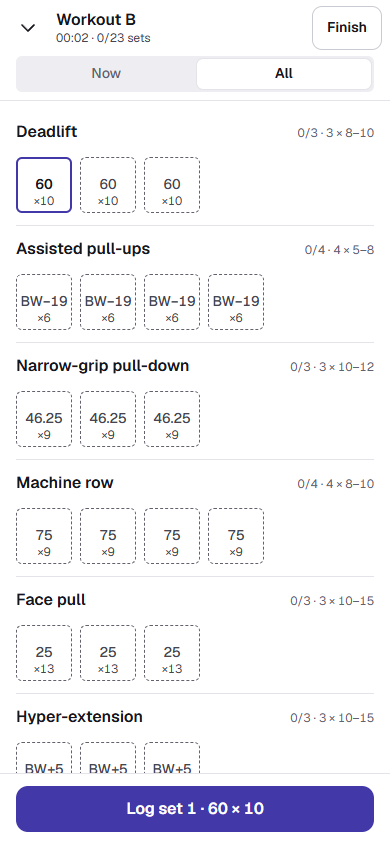 Workout B
00:02 · 0/23 sets
Finish
Now
All
Deadlift
0/3 · 3 × 8–10
60 60 60
×10 ×10 ×10
Assisted pull-ups
0/4 · 4 × 5–8
BW−19 BW−19 BW−19 BW−19
×6 ×6 ×6 ×6
Narrow-grip pull-down
0/3 · 3 × 10–12
46.25 46.25 46.25
×9 ×9 ×9
Machine row
0/4 · 4 × 8–10
75 75 75 75
×9 ×9 ×9 ×9
Face pull
0/3 · 3 × 10–15
25 25 25
×13 ×13 ×13
Hyper-extension
0/3 · 3 × 10–15
BW+5 BW+5 BW+5
Log set 1 · 60 × 10